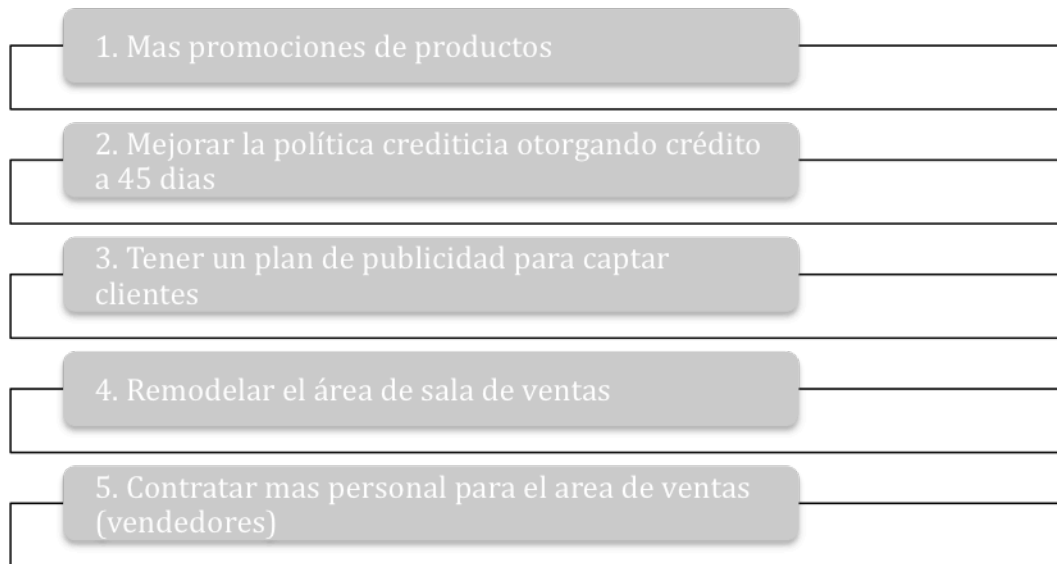 1. Mas promociones de productos
2. Mejorar la política crediticia otorgando crédito
a 45 dias
3. Tener un plan de publicidad para captar
clientes
4. Remodelar el área de sala de ventas
5. Contratar mas personal para el area de ventas
(vendedores)